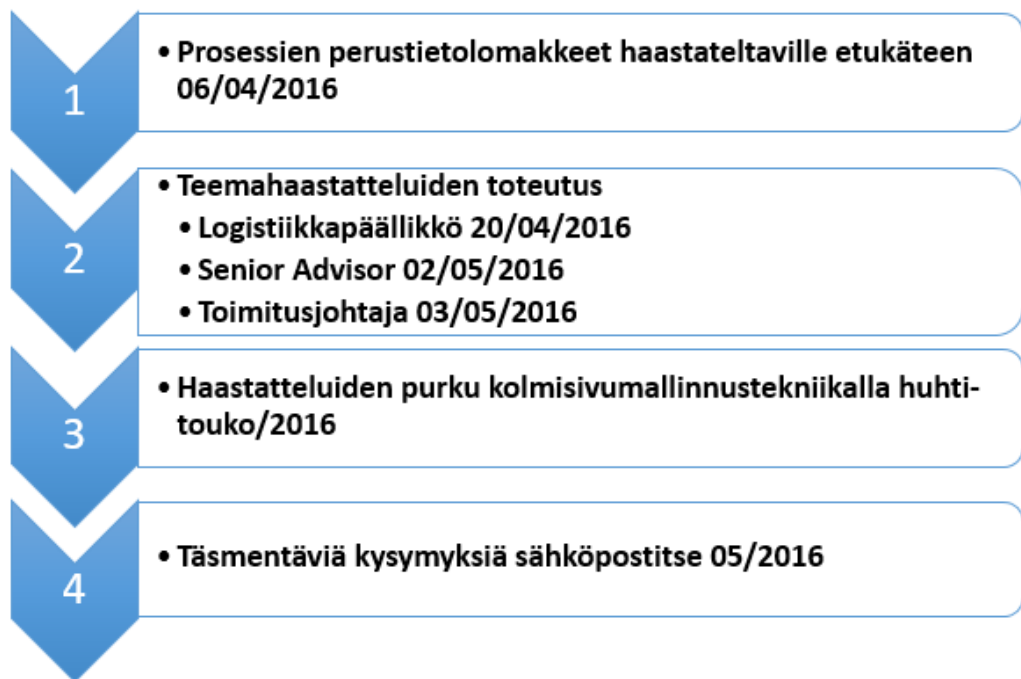 1
• Prosessien perustietolomakkeet haastateltaville etukäteen
06/04/2016
2
• Teemahaastatteluiden toteutus
• Logistiikkapäällikkö 20/04/2016
• Senior Advisor 02/05/2016
• Toimitusjohtaja 03/05/2016
3
• Haastatteluiden purku kolmisivumallinnustekniikalla huhti-
touko/2016
4
• Täsmentäviä kysymyksiä sähköpostitse 05/2016